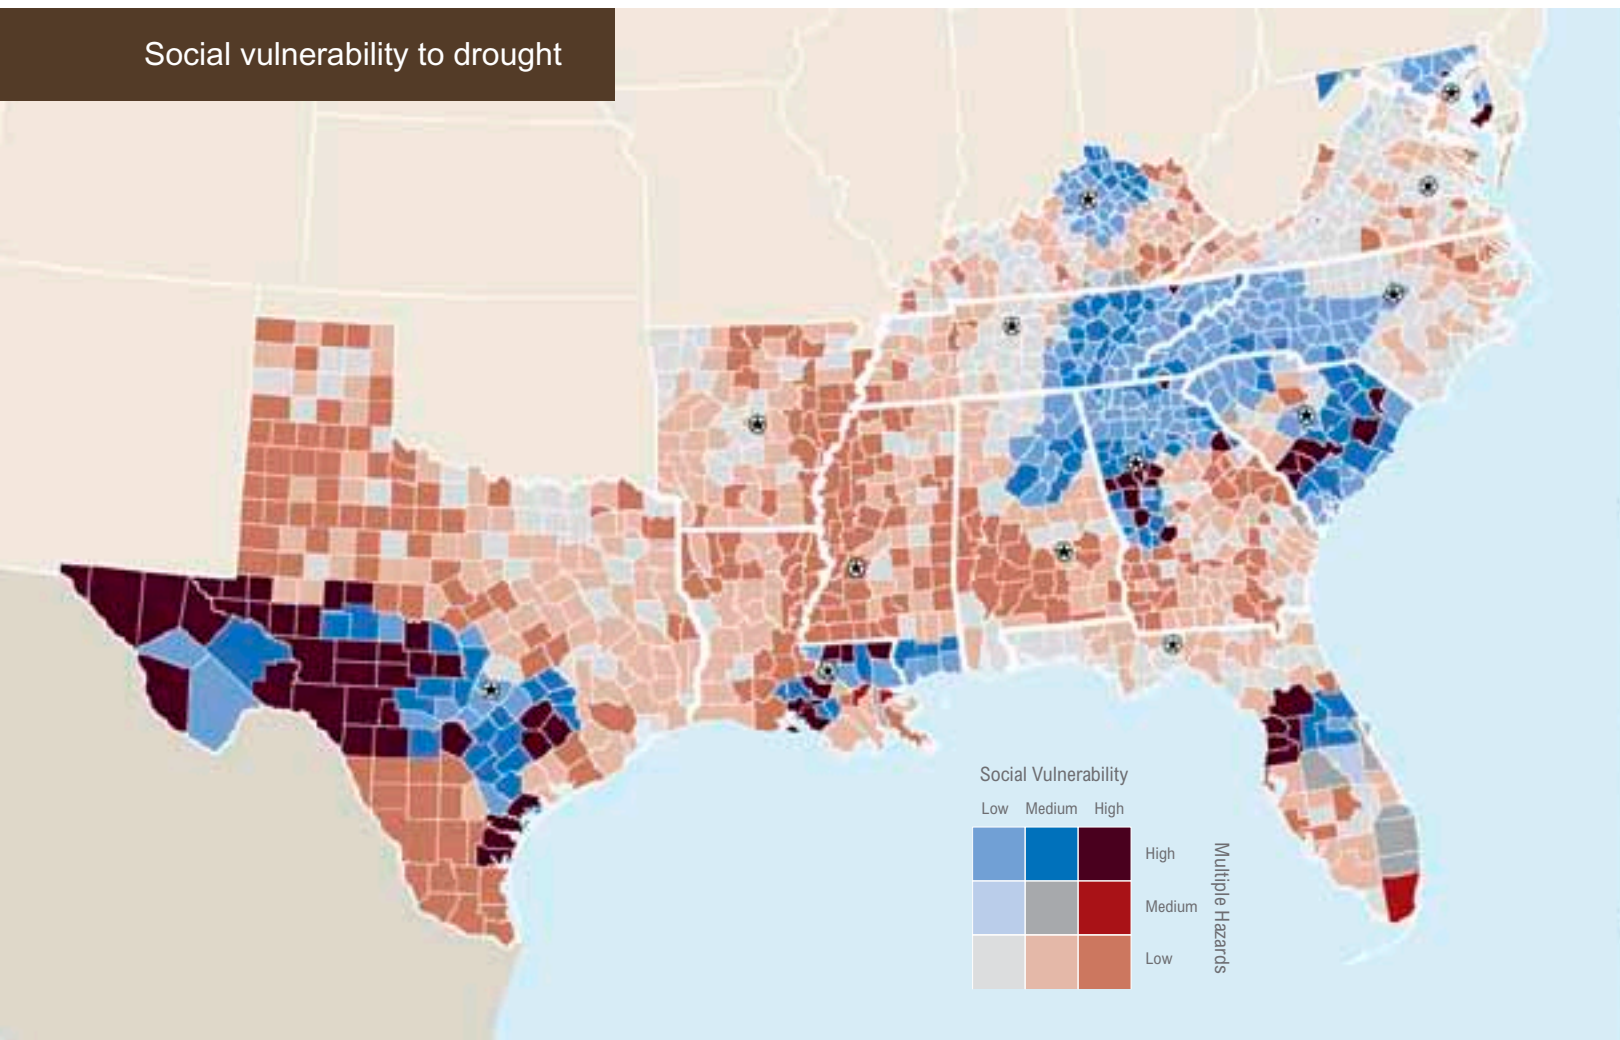 Social vulnerability to drought
Social Vulnerability
Low Medium High
High
Medium
Low
Multiple Hazards